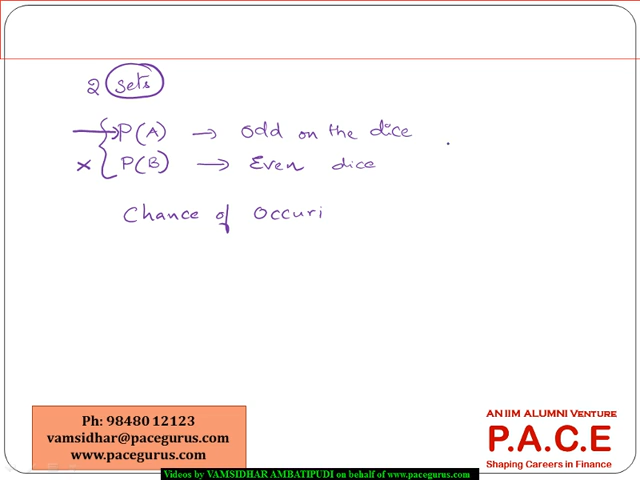 2 Sets
P(A) → Odd on the dice
× P(B) → Even dice
Chance of Occuri
Ph: 98480 12123
vamsidhar@pacegurus.com
www.pacegurus.com
AN IIM ALUMNI VENTURE
P.A.C.E
Shaping Careers in Finance
Videos by VAMSIDHAR AMBATIPUDI on behalf of www.pacegurus.com